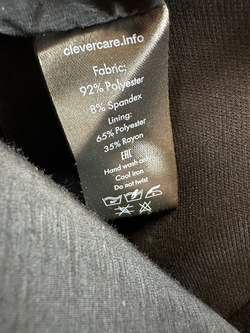 clevercare.info
Fabric:
92% Polyester
8% Spandex
Lining:
65% Polyester
35% Rayon
EAC
Hand wash only
Cool Iron
Do not twist